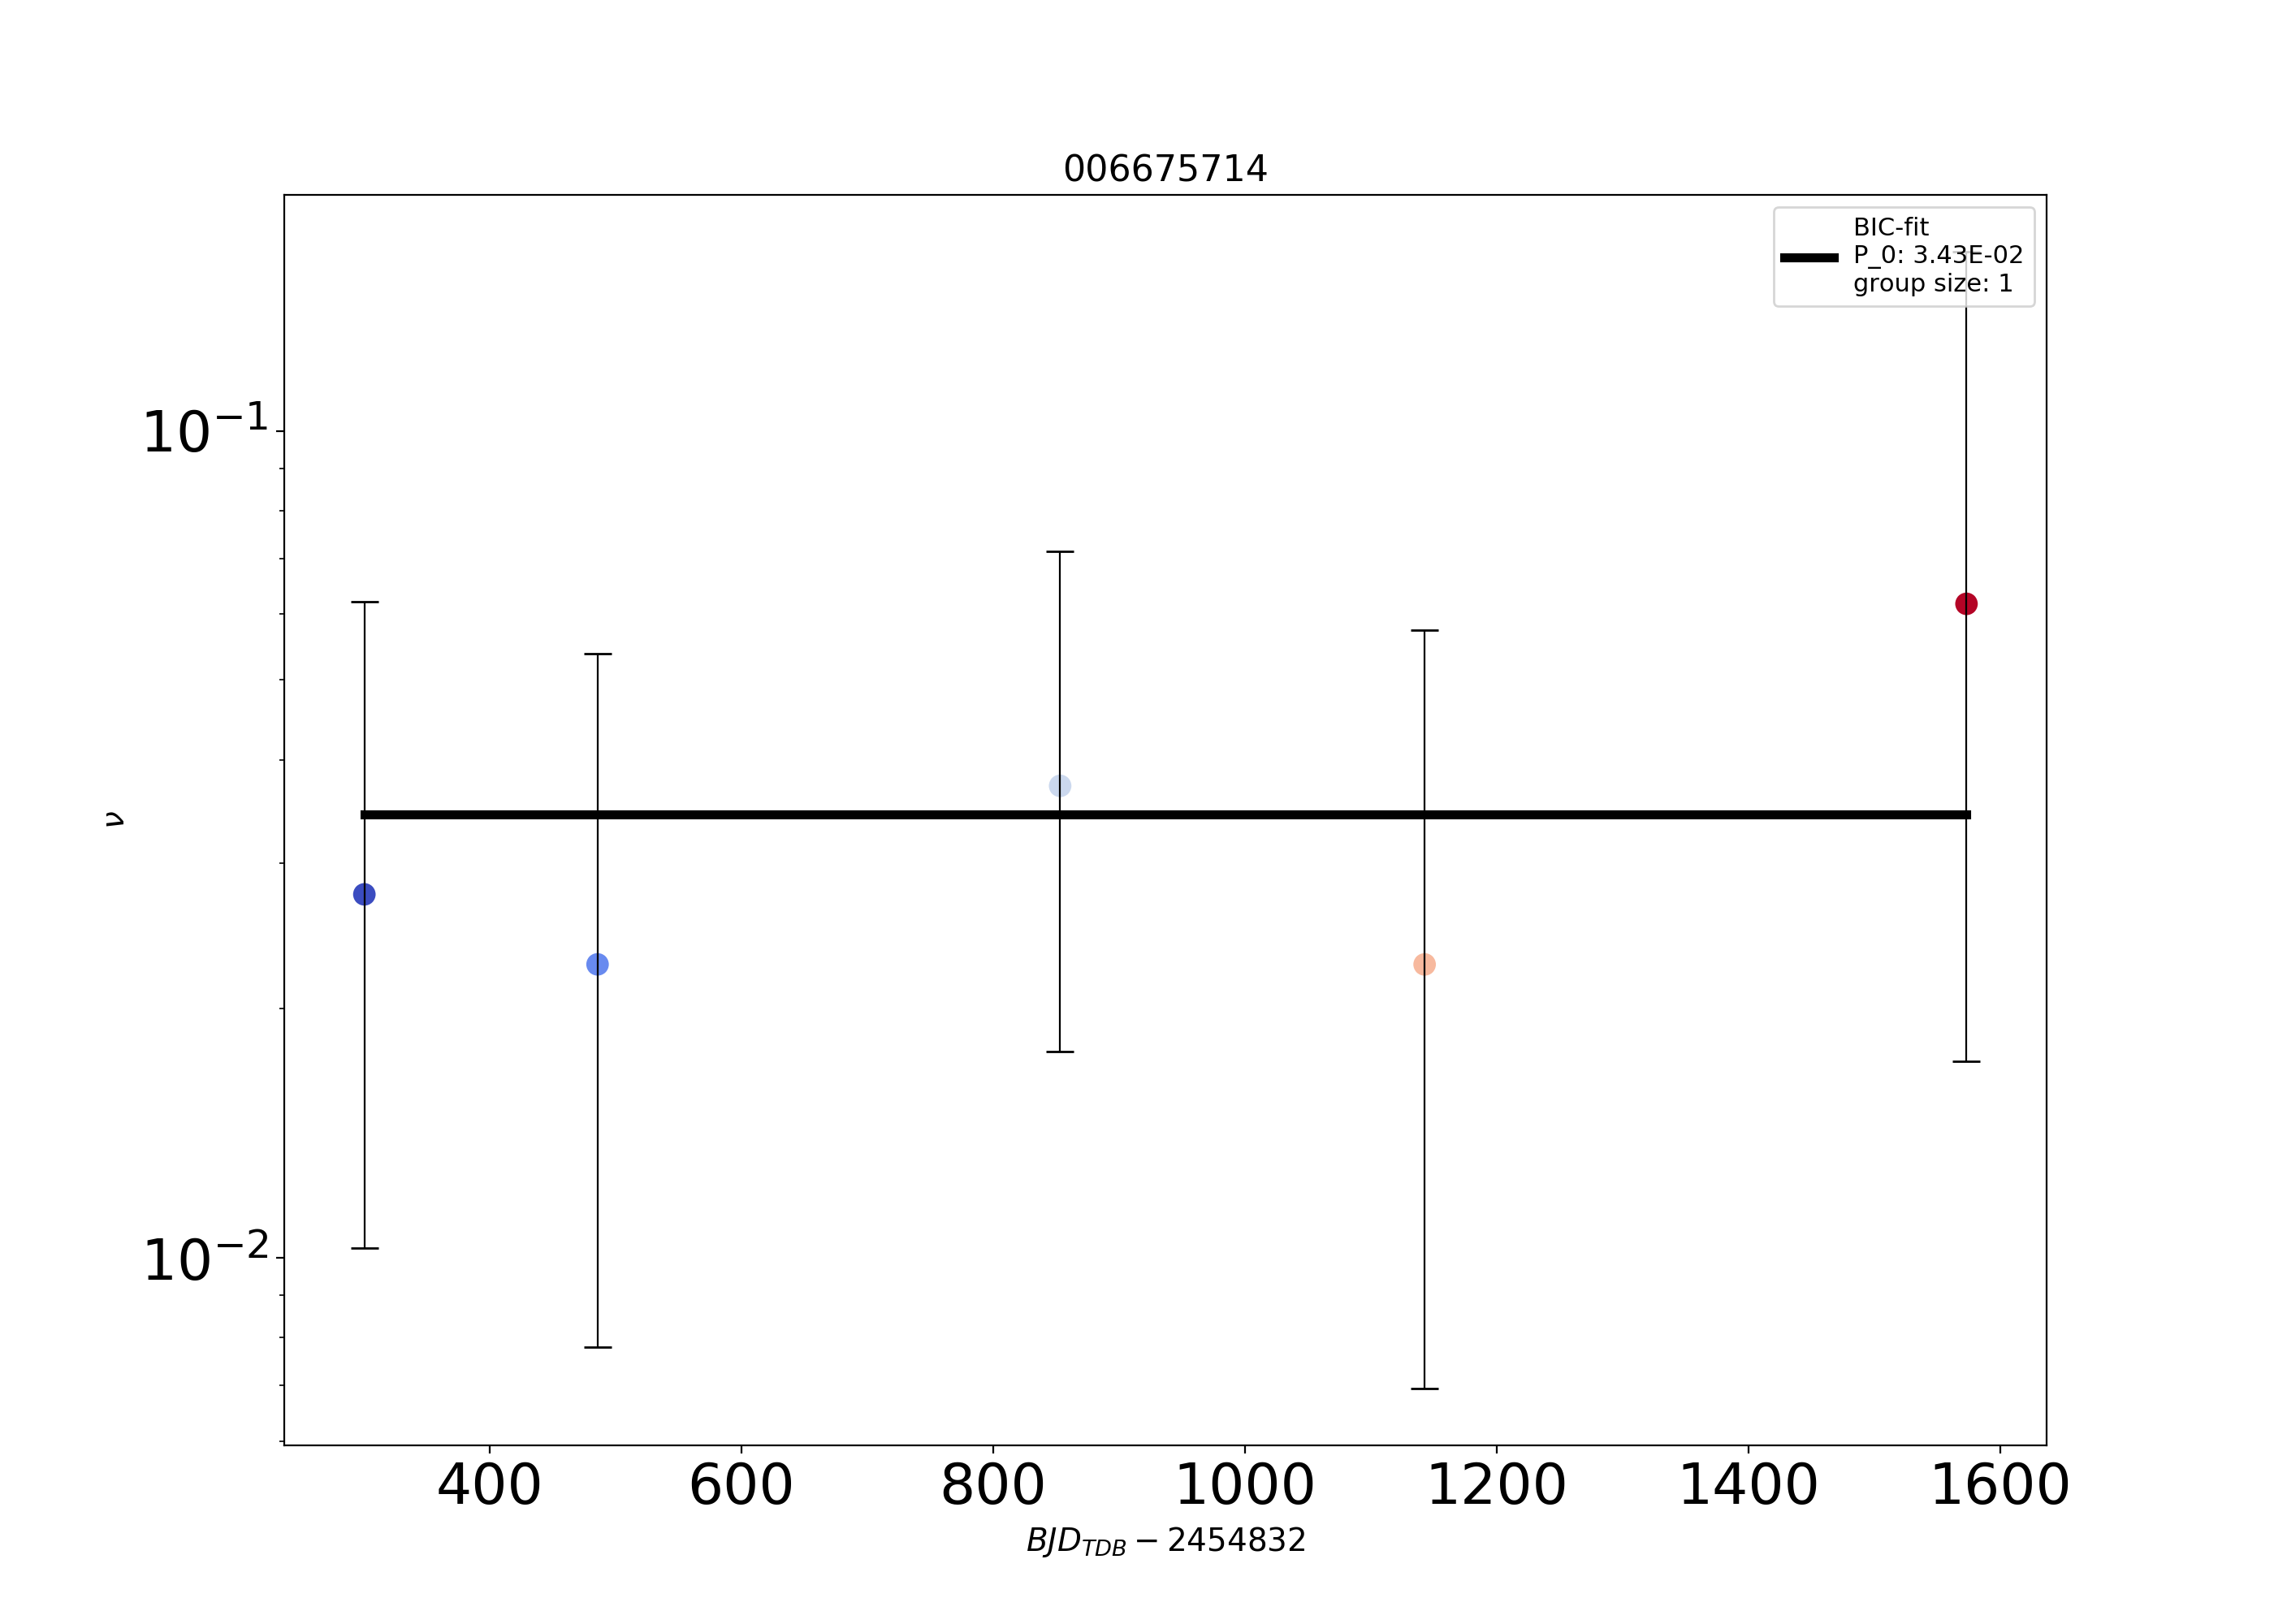 006675714
BIC-fit
P_0: 3.43E-02
group size: 1
10⁻¹
10⁻²
ν
400 600 800 1000 1200 1400 1600
BJD_TDB − 2454832